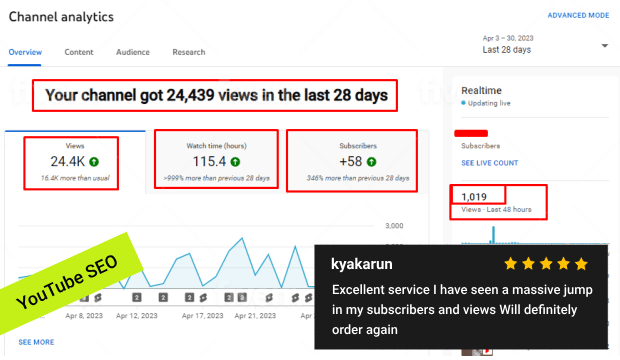 Channel analytics
ADVANCED MODE
Apr 3 – 30, 2023
Last 28 days
Overview
Content
Audience
Research
Your channel got 24,439 views in the last 28 days
Realtime
Updating live
Subscribers
SEE LIVE COUNT
1,019
Views · Last 48 hours
Views
24.4K
16.4K more than usual
Watch time (hours)
115.4
>999% more than previous 28 days
Subscribers
+58
346% more than previous 28 days
3,000
2
2
2
2
3
Apr 8, 2023
Apr 12, 2023
Apr 17, 2023
Apr 21, 2023
SEE MORE
YouTube SEO
kyakarun
Excellent service I have seen a massive jump
in my subscribers and views Will definitely
order again